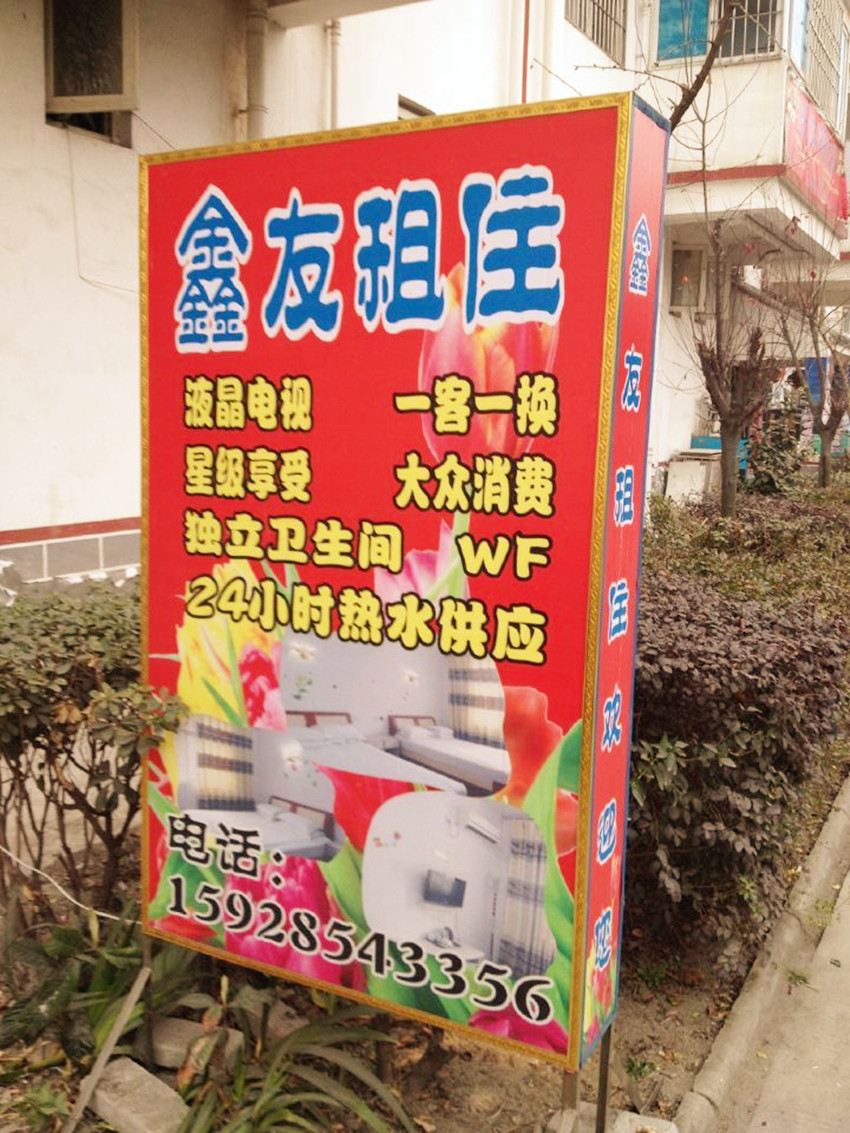 鑫友租住
液晶电视 一客一换
星级享受 大众消费
独立卫生间 WF
24小时热水供应
电话：
15928543356
鑫友租住欢迎您